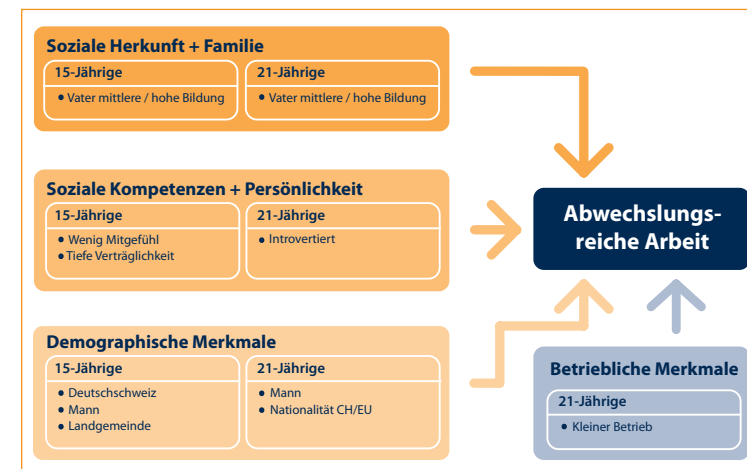 Soziale Herkunft + Familie
15-Jährige
• Vater mittlere / hohe Bildung
21-Jährige
• Vater mittlere / hohe Bildung
Soziale Kompetenzen + Persönlichkeit
15-Jährige
• Wenig Mitgefühl
• Tiefe Verträglichkeit
21-Jährige
• Introvertiert
Abwechslungs-
reiche Arbeit
Demographische Merkmale
15-Jährige
• Deutschschweiz
• Mann
• Landgemeinde
21-Jährige
• Mann
• Nationalität CH/EU
Betriebliche Merkmale
21-Jährige
• Kleiner Betrieb